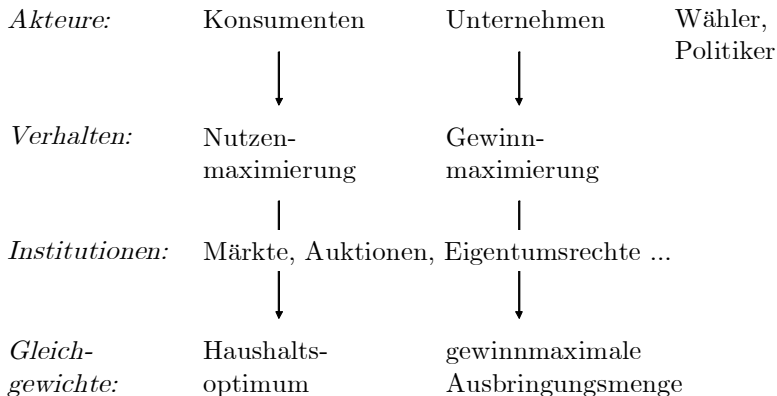 Akteure: Konsumenten Unternehmen Wähler,
Politiker
Verhalten: Nutzen- Gewinn-
maximierung maximierung
Institutionen: Märkte, Auktionen, Eigentumsrechte ...
Gleich- Haushalts- gewinnmaximale
gewichte: optimum Ausbringungsmenge